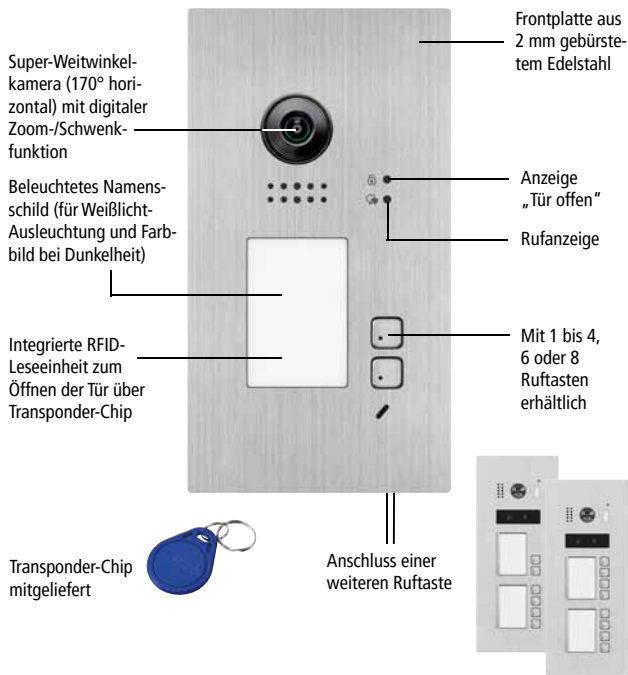 Super-Weitwinkel-
kamera (170° hori-
zontal) mit digitaler
Zoom-/Schwenk-
funktion
Beleuchtetes Namens-
schild (für Weißlicht-
Ausleuchtung und Farb-
bild bei Dunkelheit)
Integrierte RFID-
Leseeinheit zum
Öffnen der Tür über
Transponder-Chip
Transponder-Chip
mitgeliefert
Frontplatte aus
2 mm gebürste-
tem Edelstahl
Anzeige
„Tür offen“
Rufanzeige
Mit 1 bis 4,
6 oder 8
Ruftasten
erhältlich
Anschluss einer
weiteren Ruftaste